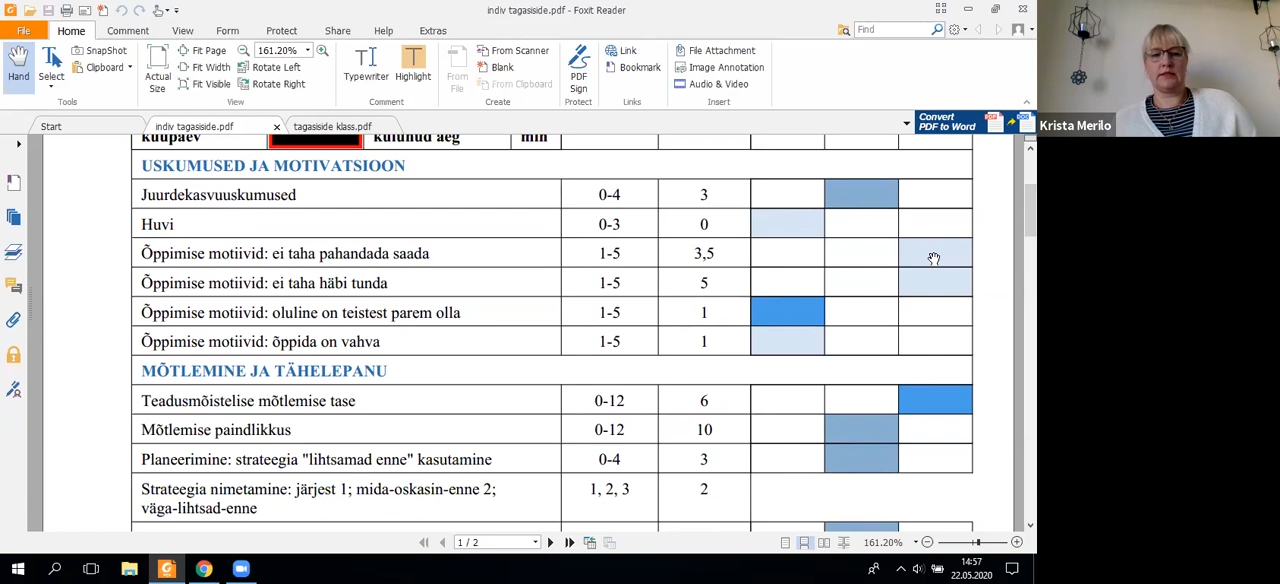 indiv tagasiside.pdf - Foxit Reader
File Home Comment View Form Protect Share Help Extras Find
Hand
Select
SnapShot
Clipboard
Tools
Actual Size
Fit Page
Fit Width
Fit Visible
161.20%
Rotate Left
Rotate Right
View
Typewriter
Highlight
Comment
From File
From Scanner
Blank
From Clipboard
Create
PDF Sign
Protect
Link
Bookmark
Links
File Attachment
Image Annotation
Audio & Video
Insert
Start indiv tagasiside.pdf tagasiside klass.pdf
Convert PDF to Word
Krista Merilo
kuupäev kulunud aeg min
USKUMUSED JA MOTIVATSIOON
Juurdekasvuuskumused 0-4 3
Huvi 0-3 0
Õppimise motiivid: ei taha pahandada saada 1-5 3,5
Õppimise motiivid: ei taha häbi tunda 1-5 5
Õppimise motiivid: oluline on teistest parem olla 1-5 1
Õppimise motiivid: õppida on vahva 1-5 1
MÕTLEMINE JA TÄHELEPANU
Teadusmõistelise mõtlemise tase 0-12 6
Mõtlemise paindlikkus 0-12 10
Planeerimine: strateegia "lihtsamad enne" kasutamine 0-4 3
Strateegia nimetamine: järjest 1; mida-oskasin-enne 2; 1, 2, 3 2
väga-lihtsad-enne
1 / 2 161.20%
14:57
22.05.2020